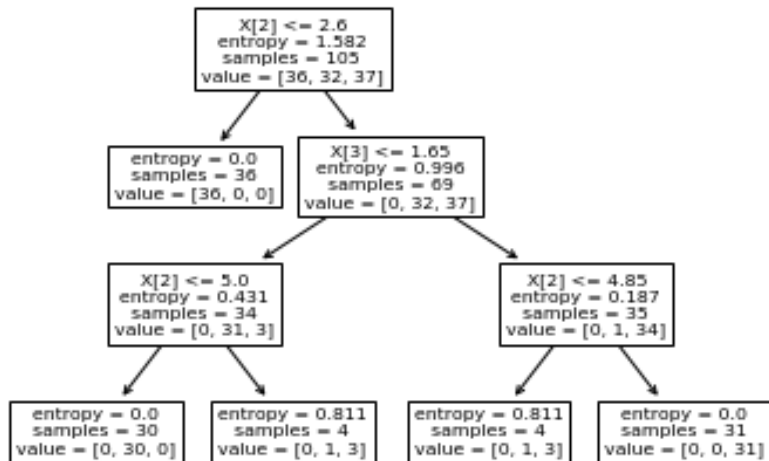 X[2] <= 2.6
entropy = 1.582
samples = 105
value = [36, 32, 37]
entropy = 0.0
samples = 36
value = [36, 0, 0]
X[3] <= 1.65
entropy = 0.996
samples = 69
value = [0, 32, 37]
X[2] <= 5.0
entropy = 0.431
samples = 34
value = [0, 31, 3]
X[2] <= 4.85
entropy = 0.187
samples = 35
value = [0, 1, 34]
entropy = 0.0
samples = 30
value = [0, 30, 0]
entropy = 0.811
samples = 4
value = [0, 1, 3]
entropy = 0.811
samples = 4
value = [0, 1, 3]
entropy = 0.0
samples = 31
value = [0, 0, 31]